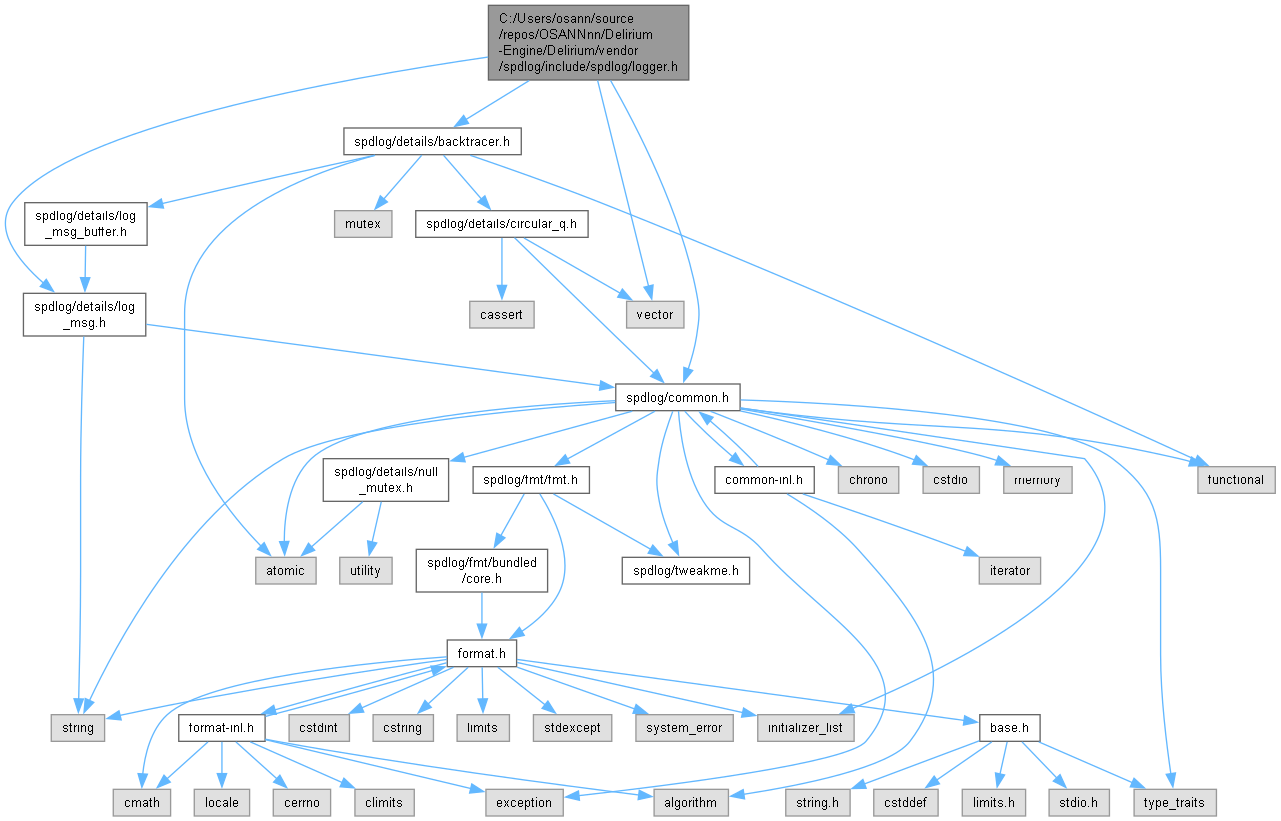 C:/Users/osann/source
/repos/OSANNnn/Delirium
-Engine/Delirium/vendor
/spdlog/include/spdlog/logger.h
spdlog/details/backtracer.h
spdlog/details/log
_msg_buffer.h
mutex
spdlog/details/circular_q.h
spdlog/details/log
_msg.h
cassert
vector
spdlog/common.h
spdlog/details/null
_mutex.h
spdlog/fmt/fmt.h
common-inl.h
chrono
cstdio
memory
functional
atomic
utility
spdlog/fmt/bundled
/core.h
spdlog/tweakme.h
iterator
format.h
string
format-inl.h
cstdint
cstring
limits
stdexcept
system_error
initializer_list
base.h
cmath
locale
cerrno
climits
exception
algorithm
string.h
cstddef
limits.h
stdio.h
type_traits